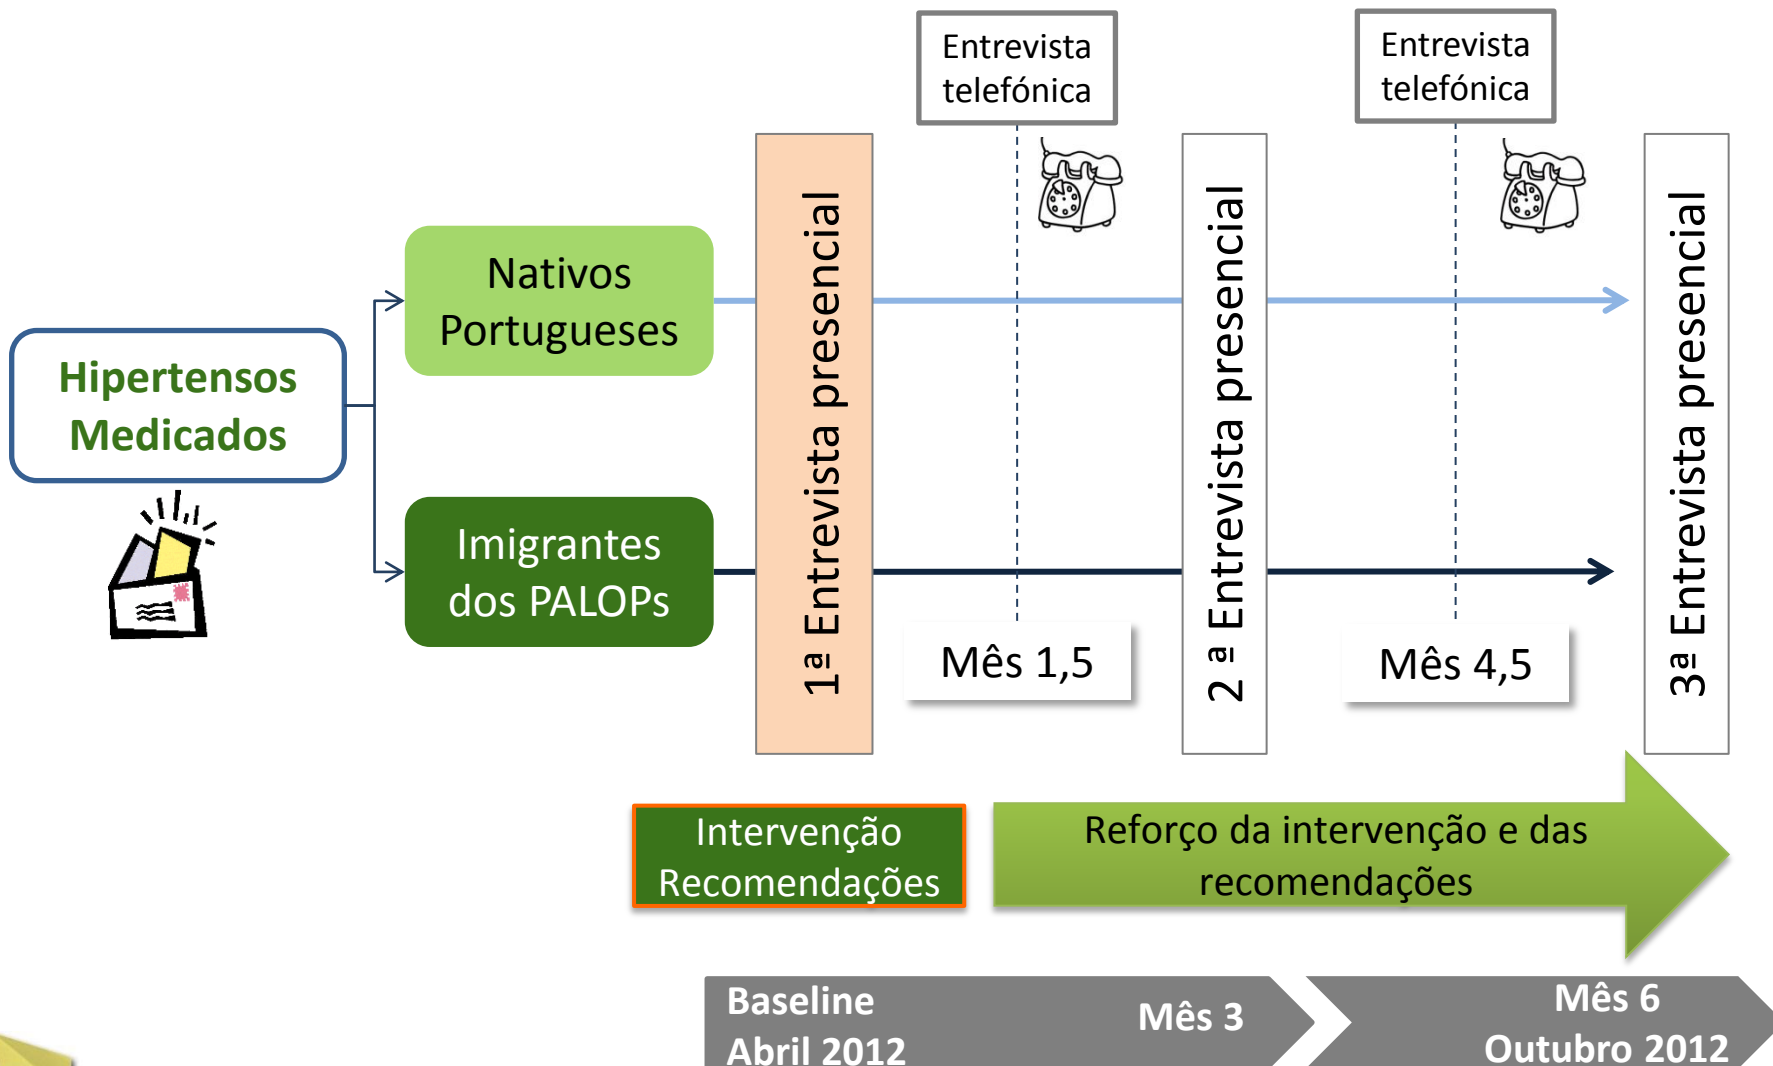 Entrevista
telefónica
Entrevista
telefónica
Hipertensos
Medicados
Nativos
Portugueses
Imigrantes
dos PALOPs
1ª Entrevista presencial
Mês 1,5
2 ª Entrevista presencial
Mês 4,5
3ª Entrevista presencial
Intervenção
Recomendações
Reforço da intervenção e das
recomendações
Baseline
Abril 2012
Mês 3
Mês 6
Outubro 2012